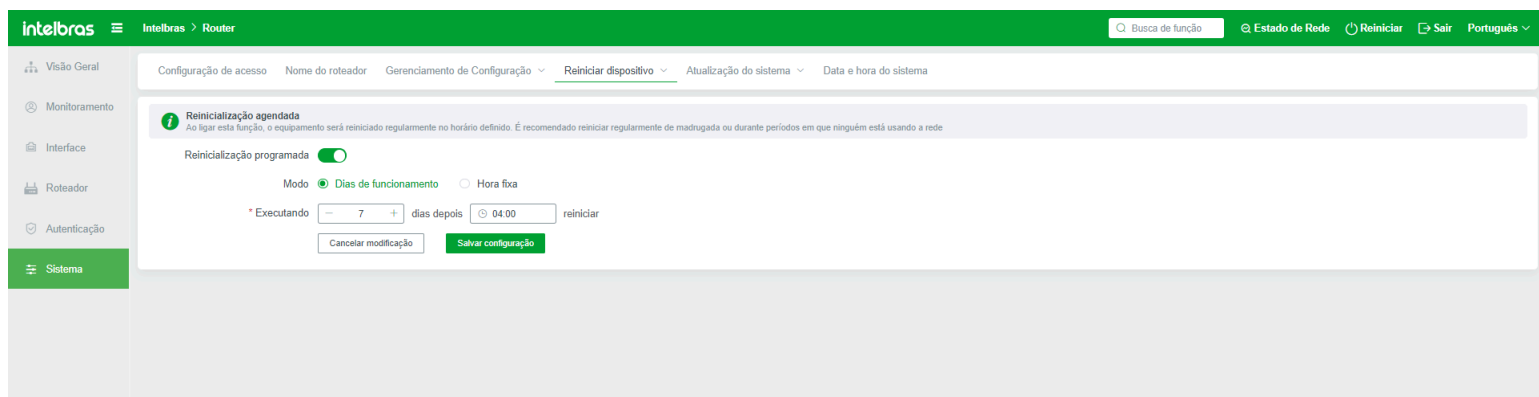 intelbras Intelbras > Router Busca de função Estado de Rede Reiniciar Sair Português
Visão Geral
Monitoramento
Interface
Roteador
Autenticação
Sistema
Configuração de acesso Nome do roteador Gerenciamento de Configuração Reiniciar dispositivo Atualização do sistema Data e hora do sistema
Reinicialização agendada
Ao ligar esta função, o equipamento será reiniciado regularmente no horário definido. É recomendado reiniciar regularmente de madrugada ou durante períodos em que ninguém está usando a rede
Reinicialização programada
Modo Dias de funcionamento Hora fixa
* Executando − 7 + dias depois 04:00 reiniciar
Cancelar modificação Salvar configuração